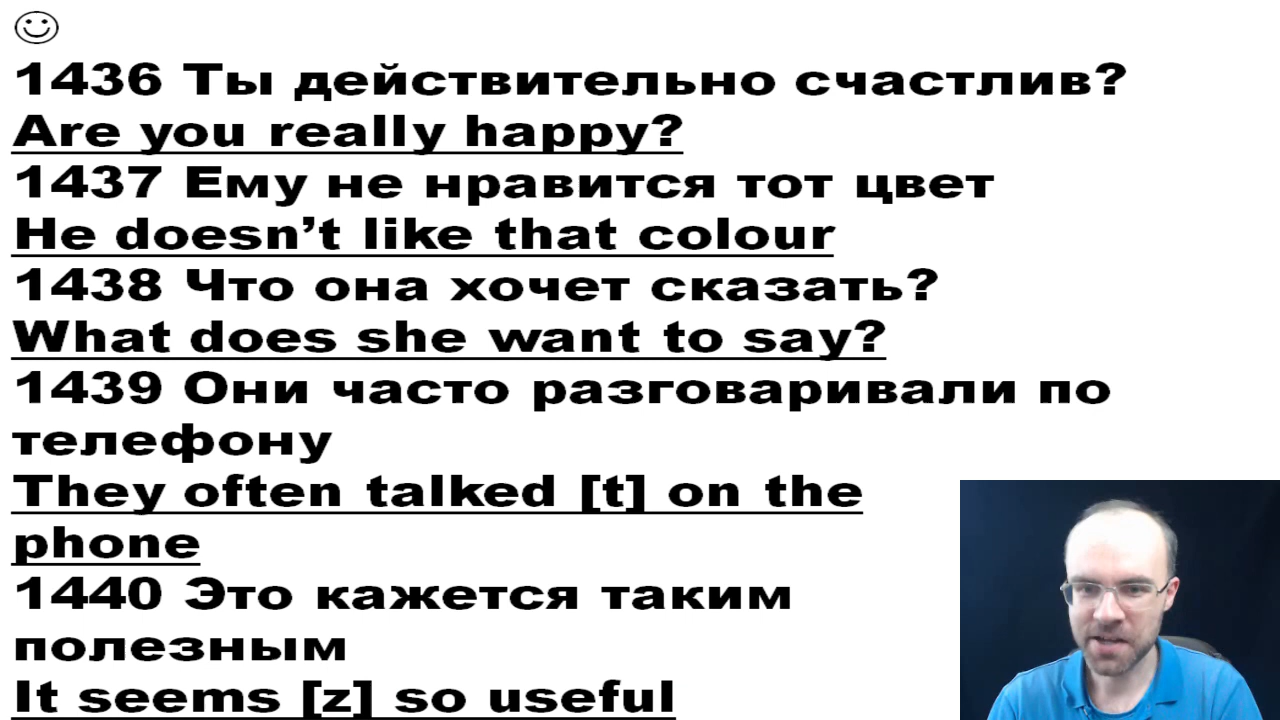 1436 Ты действительно счастлив?
Are you really happy?
1437 Ему не нравится тот цвет
He doesn’t like that colour
1438 Что она хочет сказать?
What does she want to say?
1439 Они часто разговаривали по
телефону
They often talked [t] on the
phone
1440 Это кажется таким
полезным
It seems [z] so useful